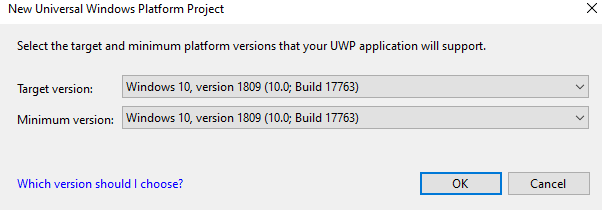 New Universal Windows Platform Project
Select the target and minimum platform versions that your UWP application will support.
Target version: Windows 10, version 1809 (10.0; Build 17763)
Minimum version: Windows 10, version 1809 (10.0; Build 17763)
Which version should I choose? OK Cancel